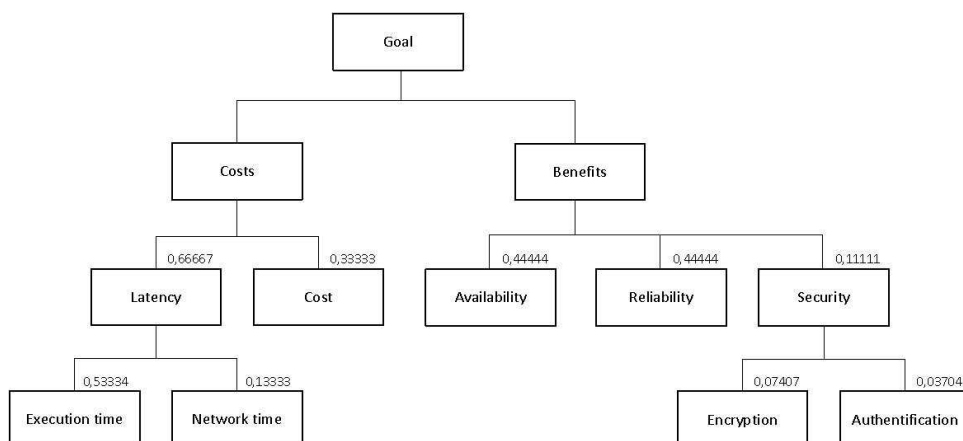 Goal
Costs
Benefits
0,66667
0,33333
0,44444
0,44444
0,11111
Latency
Cost
Availability
Reliability
Security
0,53334
0,13333
0,07407
0,03704
Execution time
Network time
Encryption
Authentification